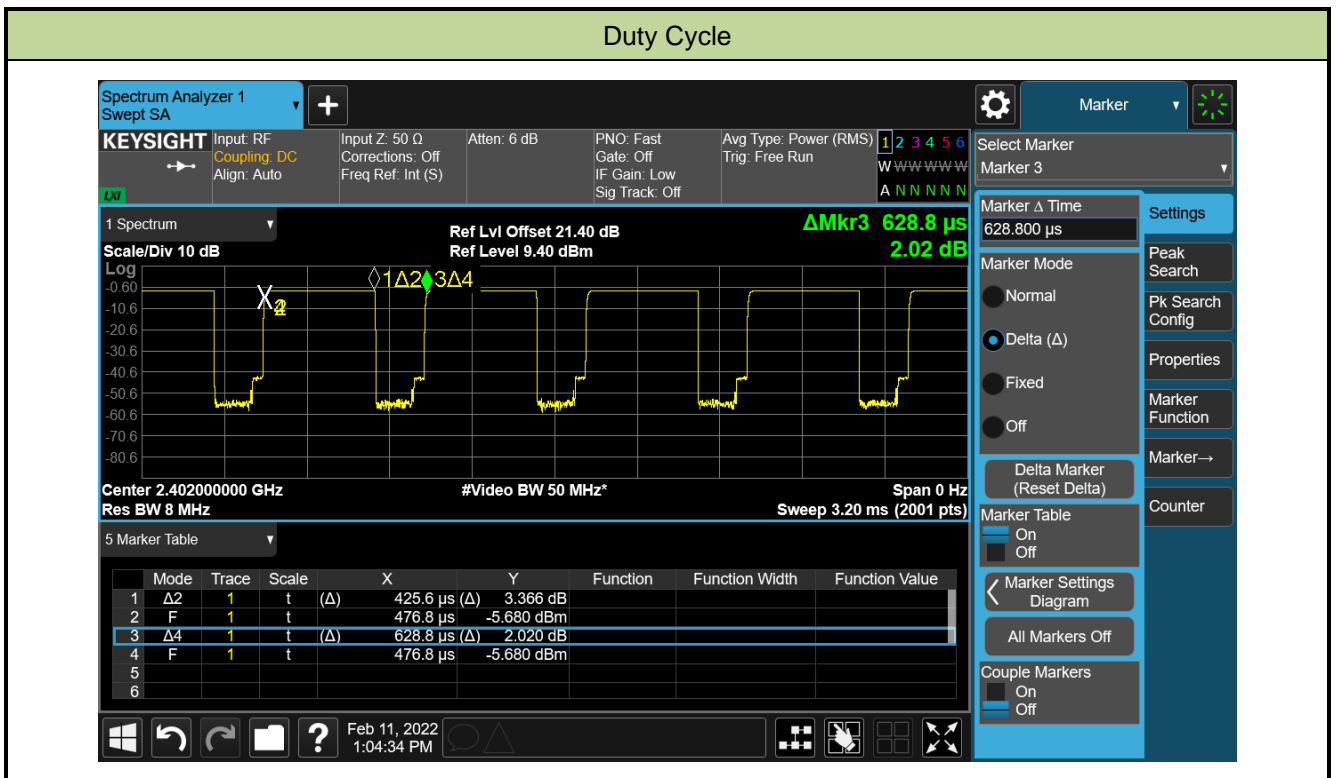 Duty Cycle
Spectrum Analyzer 1
Swept SA
+
Marker
KEYSIGHT
LXI
Input: RF
Coupling: DC
Align: Auto
Input Z: 50 Ω
Corrections: Off
Freq Ref: Int (S)
Atten: 6 dB
PNO: Fast
Gate: Off
IF Gain: Low
Sig Track: Off
Avg Type: Power (RMS)
Trig: Free Run
1 2 3 4 5 6
W W W W W W
A N N N N N
Select Marker
Marker 3
1 Spectrum
Scale/Div 10 dB
Log
Ref Lvl Offset 21.40 dB
Ref Level 9.40 dBm
ΔMkr3 628.8 µs
2.02 dB
1Δ2 3Δ4
-0.60
-10.6
-20.6
-30.6
-40.6
-50.6
-60.6
-70.6
-80.6
Center 2.402000000 GHz
#Video BW 50 MHz*
Span 0 Hz
Res BW 8 MHz
Sweep 3.20 ms (2001 pts)
5 Marker Table
Mode Trace Scale X Y Function Function Width Function Value
1 Δ2 1 t (Δ) 425.6 µs (Δ) 3.366 dB
2 F 1 t 476.8 µs -5.680 dBm
3 Δ4 1 t (Δ) 628.8 µs (Δ) 2.020 dB
4 F 1 t 476.8 µs -5.680 dBm
5
6
Marker Δ Time
628.800 µs
Marker Mode
Normal
Delta (Δ)
Fixed
Off
Delta Marker
(Reset Delta)
Marker Table
On
Off
Marker Settings
Diagram
All Markers Off
Couple Markers
On
Off
Settings
Peak
Search
Pk Search
Config
Properties
Marker
Function
Marker→
Counter
?
Feb 11, 2022
1:04:34 PM